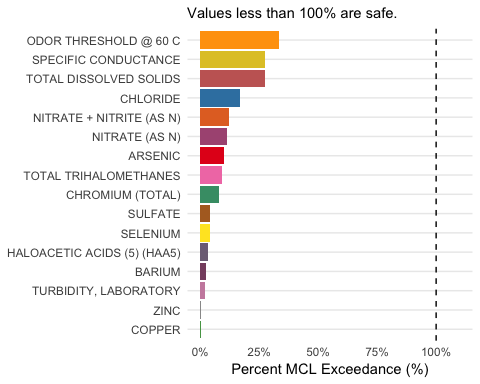 Values less than 100% are safe.
ODOR THRESHOLD @ 60 C
SPECIFIC CONDUCTANCE
TOTAL DISSOLVED SOLIDS
CHLORIDE
NITRATE + NITRITE (AS N)
NITRATE (AS N)
ARSENIC
TOTAL TRIHALOMETHANES
CHROMIUM (TOTAL)
SULFATE
SELENIUM
HALOACETIC ACIDS (5) (HAA5)
BARIUM
TURBIDITY, LABORATORY
ZINC
COPPER
0% 25% 50% 75% 100%
Percent MCL Exceedance (%)